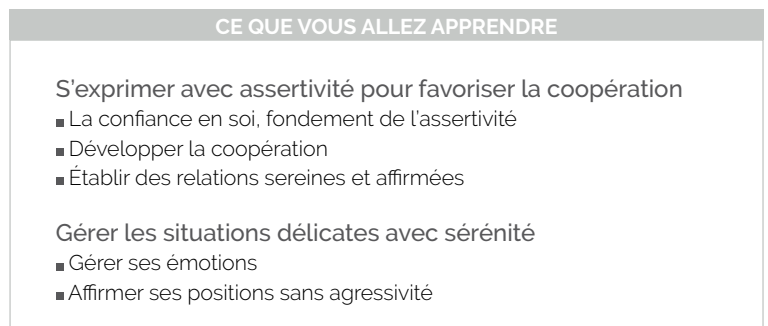 CE QUE VOUS ALLEZ APPRENDRE
S’exprimer avec assertivité pour favoriser la coopération
■ La confiance en soi, fondement de l’assertivité
■ Développer la coopération
■ Établir des relations sereines et affirmées
Gérer les situations délicates avec sérénité
■ Gérer ses émotions
■ Affirmer ses positions sans agressivité